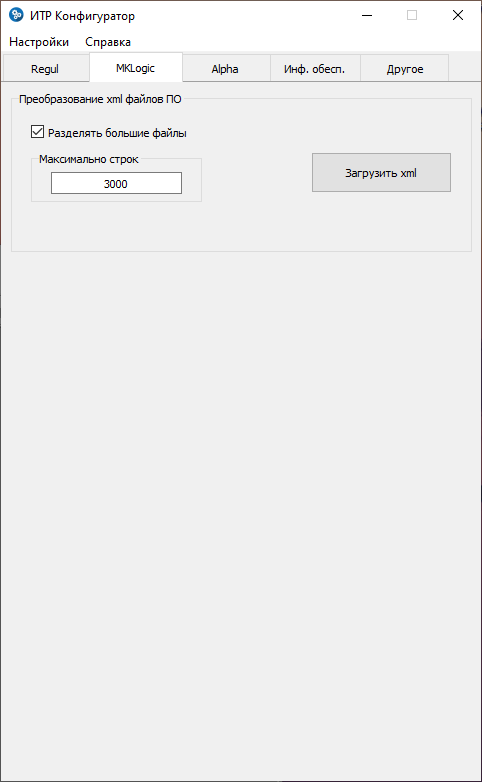 ИТР Конфигуратор
Настройки Справка
Regul MKLogic Alpha Инф. обесп. Другое
Преобразование xml файлов ПО
Разделять большие файлы
Максимально строк
3000
Загрузить xml